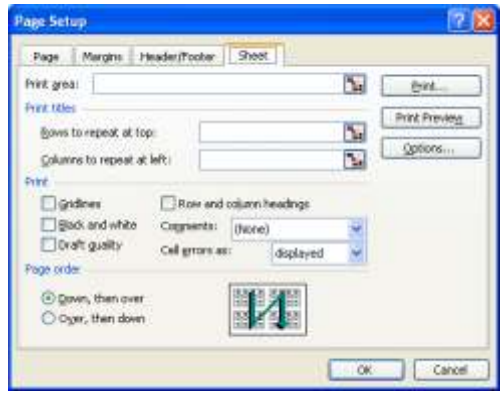 Page Setup
Page Margins Header/Footer Sheet
Print area:
Print...
Print titles
Print Preview
Rows to repeat at top:
Options...
Columns to repeat at left:
Print
Gridlines Row and column headings
Black and white Comments: (None)
Draft quality Cell errors as: displayed
Page order
Down, then over
Over, then down
OK Cancel